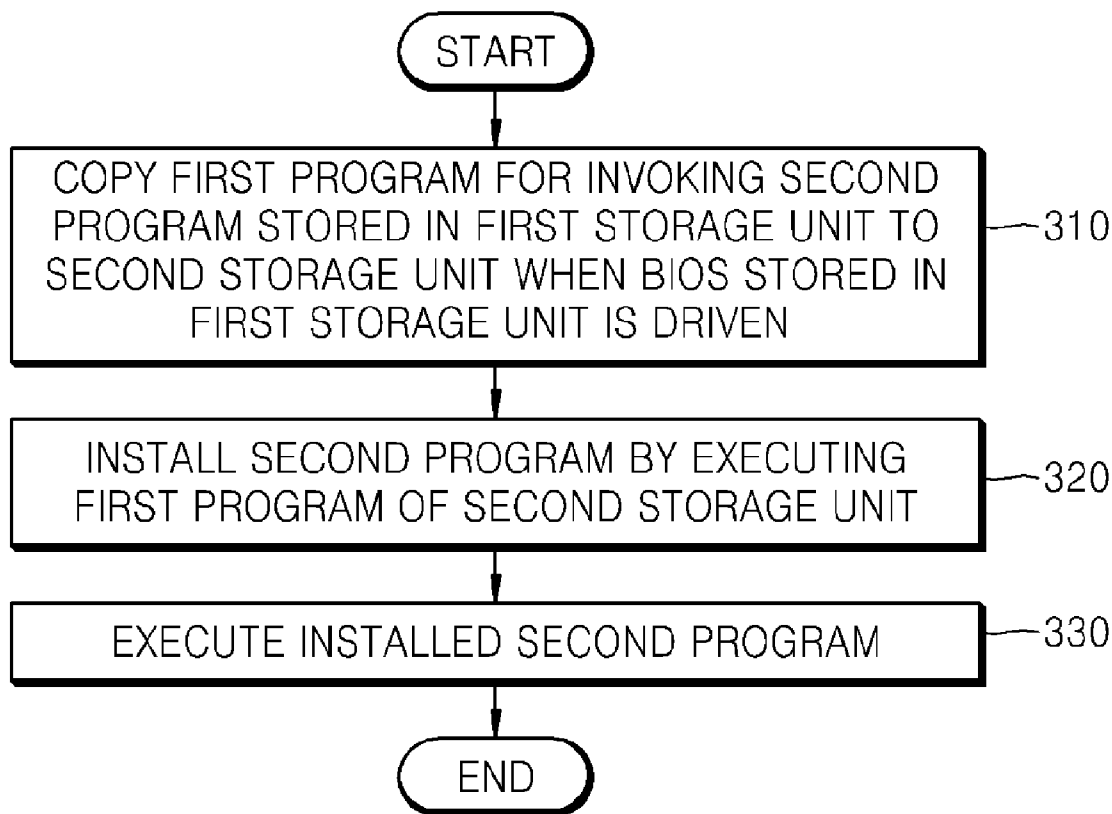 START
COPY FIRST PROGRAM FOR INVOKING SECOND
PROGRAM STORED IN FIRST STORAGE UNIT TO
SECOND STORAGE UNIT WHEN BIOS STORED IN
FIRST STORAGE UNIT IS DRIVEN
310
INSTALL SECOND PROGRAM BY EXECUTING
FIRST PROGRAM OF SECOND STORAGE UNIT
320
EXECUTE INSTALLED SECOND PROGRAM
330
END